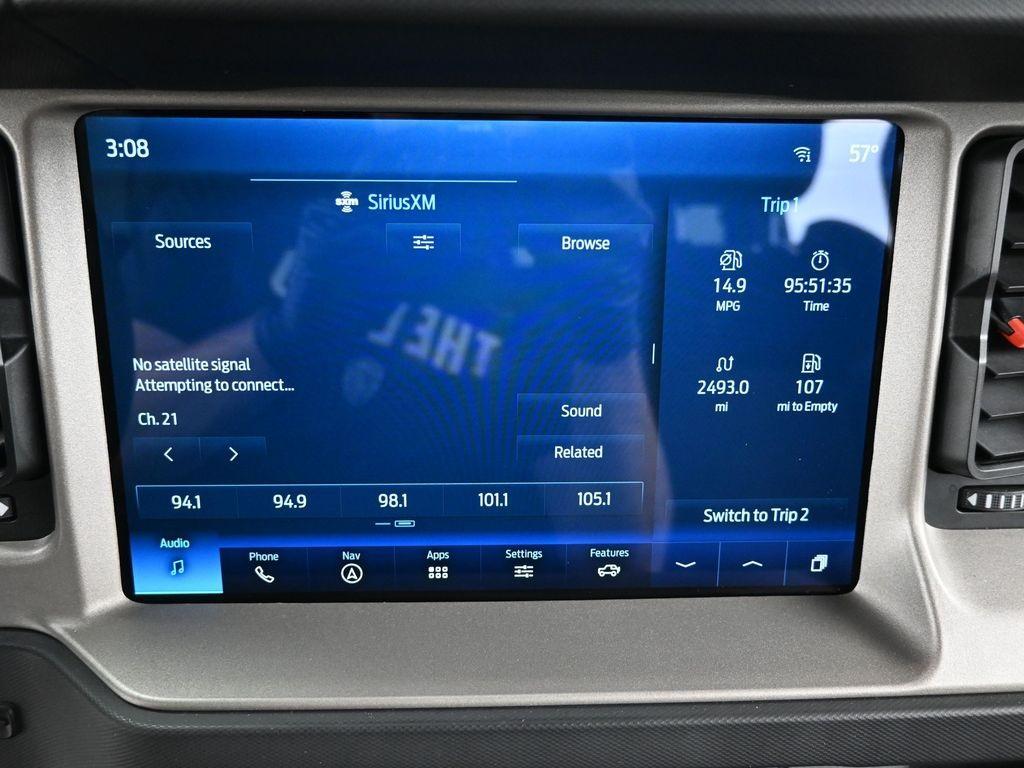 3:08
57°
sxm SiriusXM
Trip 1
Sources
Browse
14.9
MPG
95:51:35
Time
No satellite signal
Attempting to connect...
2493.0
mi
107
mi to Empty
Ch. 21
Sound
Related
94.1 94.9 98.1 101.1 105.1
Switch to Trip 2
Audio
Phone
Nav
Apps
Settings
Features
THE